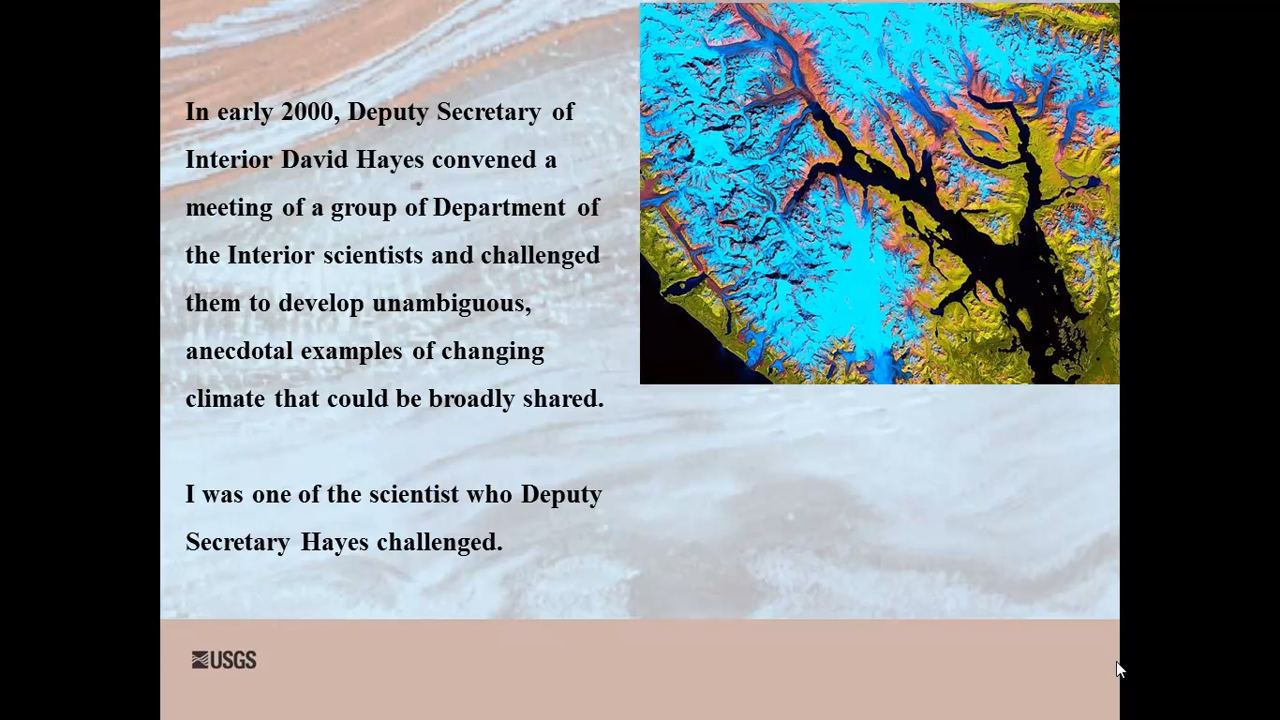 In early 2000, Deputy Secretary of
Interior David Hayes convened a
meeting of a group of Department of
the Interior scientists and challenged
them to develop unambiguous,
anecdotal examples of changing
climate that could be broadly shared.
I was one of the scientist who Deputy
Secretary Hayes challenged.
USGS